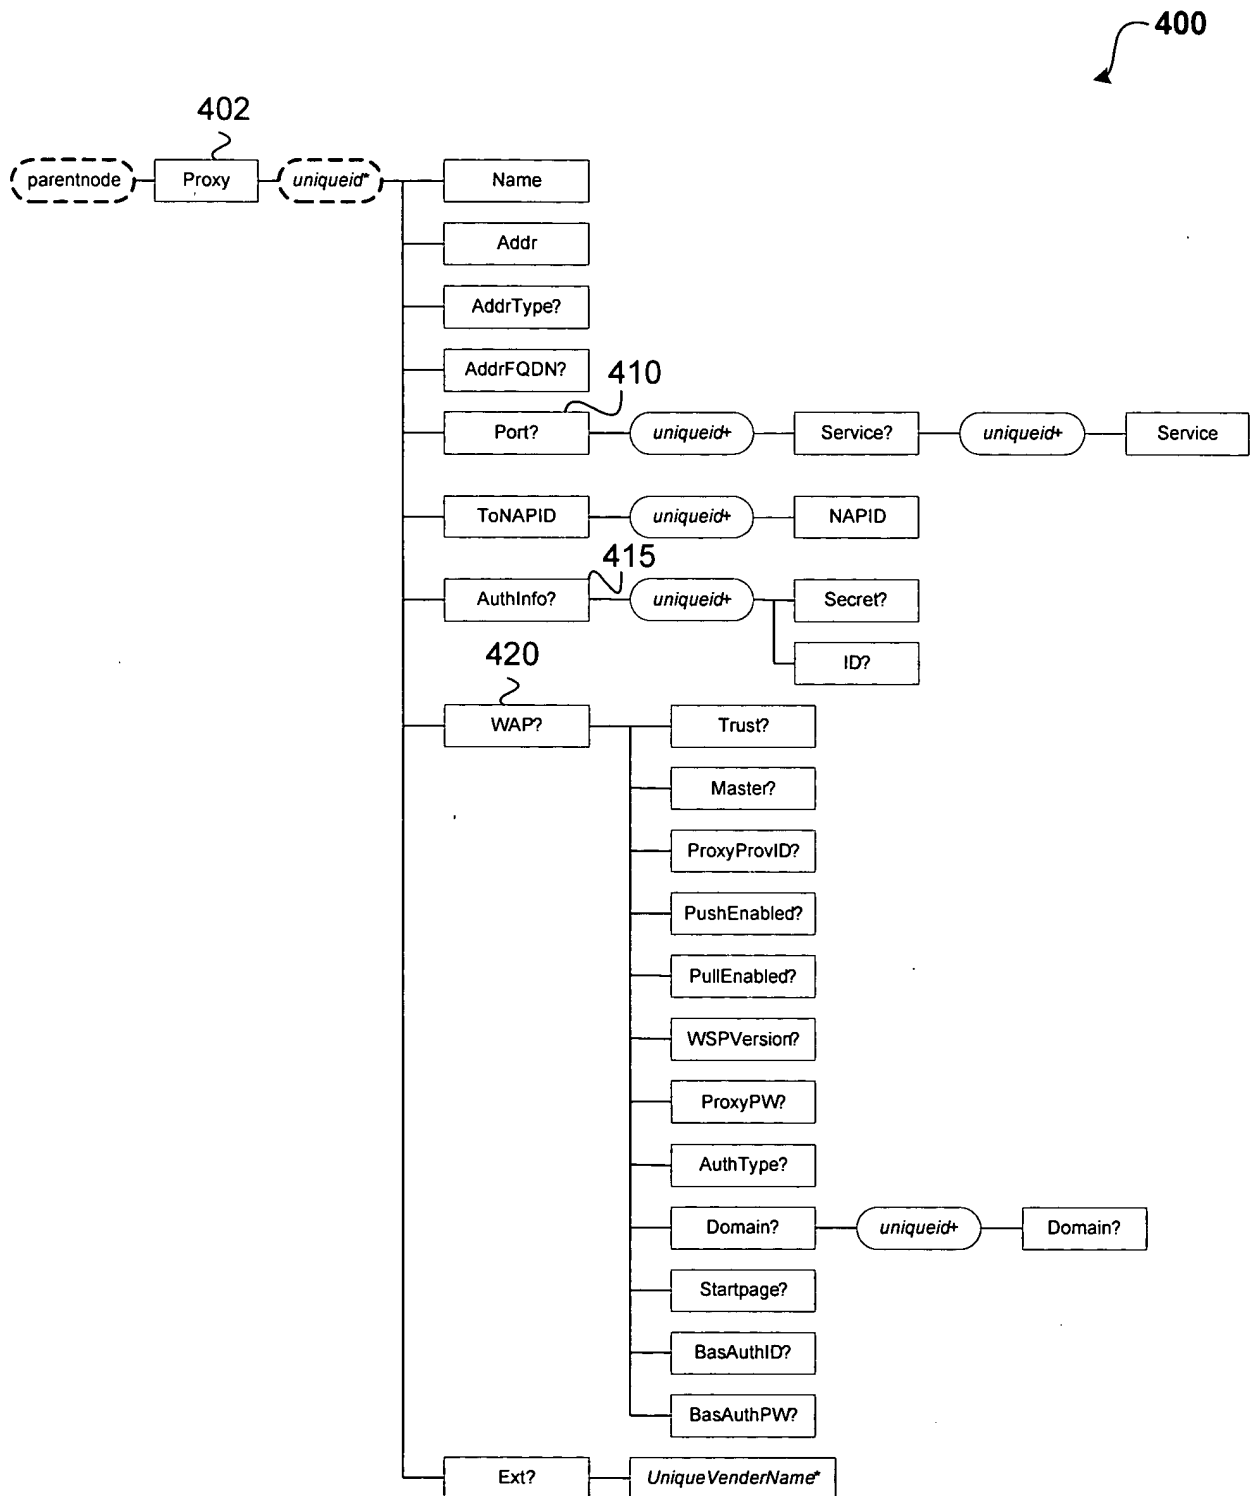 400
402
parentnode
Proxy
uniqueid*
Name
Addr
AddrType?
AddrFQDN?
410
Port?
uniqueid+
Service?
uniqueid+
Service
ToNAPID
uniqueid+
NAPID
415
AuthInfo?
uniqueid+
Secret?
ID?
420
WAP?
Trust?
Master?
ProxyProvID?
PushEnabled?
PullEnabled?
WSPVersion?
ProxyPW?
AuthType?
Domain?
uniqueid+
Domain?
Startpage?
BasAuthID?
BasAuthPW?
Ext?
UniqueVenderName*